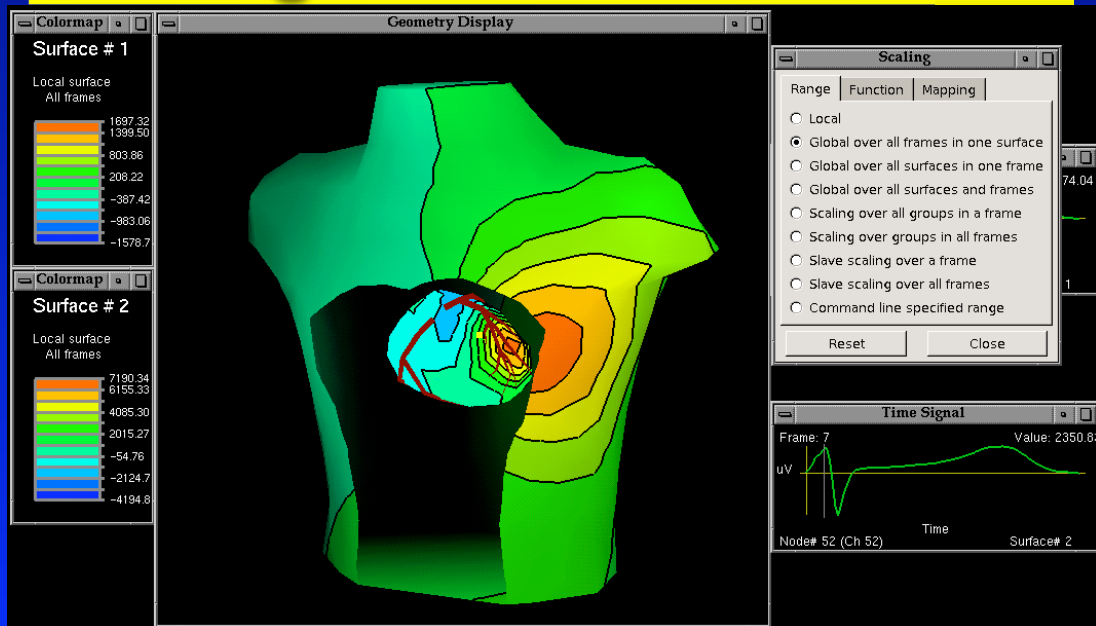 Colormap
Surface # 1
Local surface
All frames
1697.32
1399.50
803.86
208.22
-387.42
-983.06
-1578.7
Colormap
Surface # 2
Local surface
All frames
7190.34
6155.33
4085.30
2015.27
-54.76
-2124.7
-4194.8
Geometry Display
Scaling
Range Function Mapping
Local
Global over all frames in one surface
Global over all surfaces in one frame
Global over all surfaces and frames
Scaling over all groups in a frame
Scaling over groups in all frames
Slave scaling over a frame
Slave scaling over all frames
Command line specified range
Reset Close
74.04
1
Time Signal
Frame: 7 Value: 2350.83
uV
Time
Node# 52 (Ch 52) Surface# 2